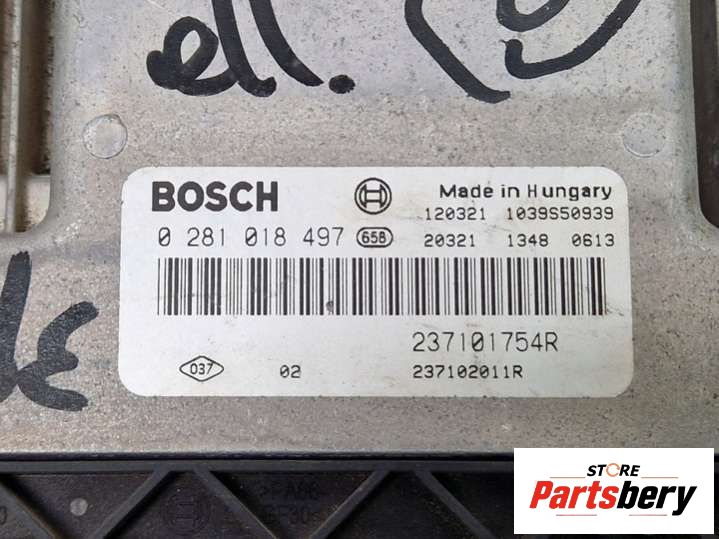 ell.
BOSCH
Made in Hungary
120321 1039S50939
0 281 018 497 658
20321 1348 0613
237101754R
037
02
237102011R
STORE
Partsbery